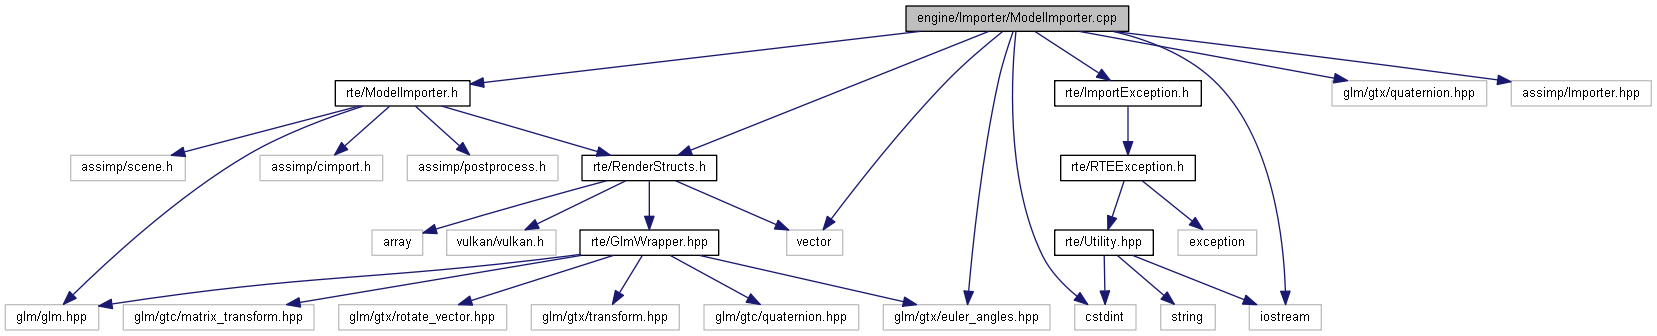 engine/Importer/ModelImporter.cpp
rte/ModelImporter.h
rte/ImportException.h
glm/gtx/quaternion.hpp
assimp/Importer.hpp
assimp/scene.h
assimp/cimport.h
assimp/postprocess.h
rte/RenderStructs.h
rte/RTEException.h
array
vulkan/vulkan.h
rte/GlmWrapper.hpp
vector
rte/Utility.hpp
exception
glm/glm.hpp
glm/gtc/matrix_transform.hpp
glm/gtx/rotate_vector.hpp
glm/gtx/transform.hpp
glm/gtc/quaternion.hpp
glm/gtx/euler_angles.hpp
cstdint
string
iostream